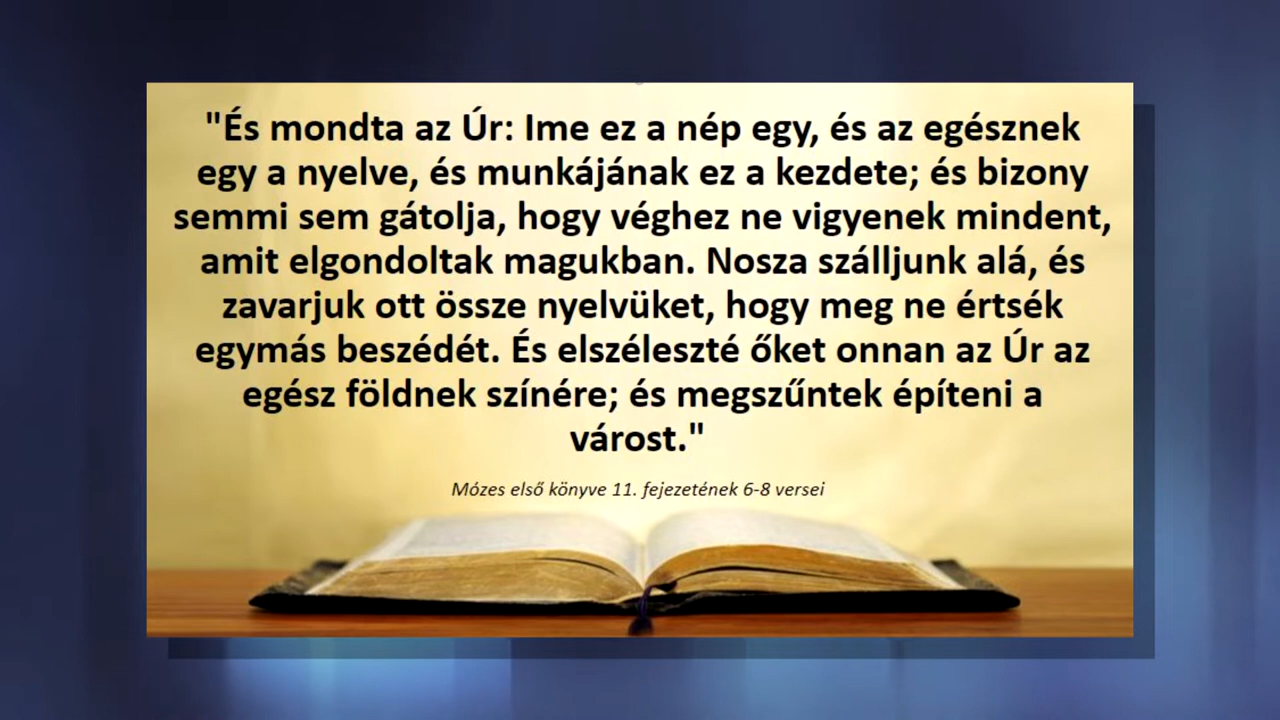 "És mondta az Úr: Ime ez a nép egy, és az egésznek
egy a nyelve, és munkájának ez a kezdete; és bizony
semmi sem gátolja, hogy véghez ne vigyenek mindent,
amit elgondoltak magukban. Nosza szálljunk alá, és
zavarjuk ott össze nyelvüket, hogy meg ne értsék
egymás beszédét. És elszéleszté őket onnan az Úr az
egész földnek színére; és megszűntek építeni a
várost."
Mózes első könyve 11. fejezetének 6-8 versei